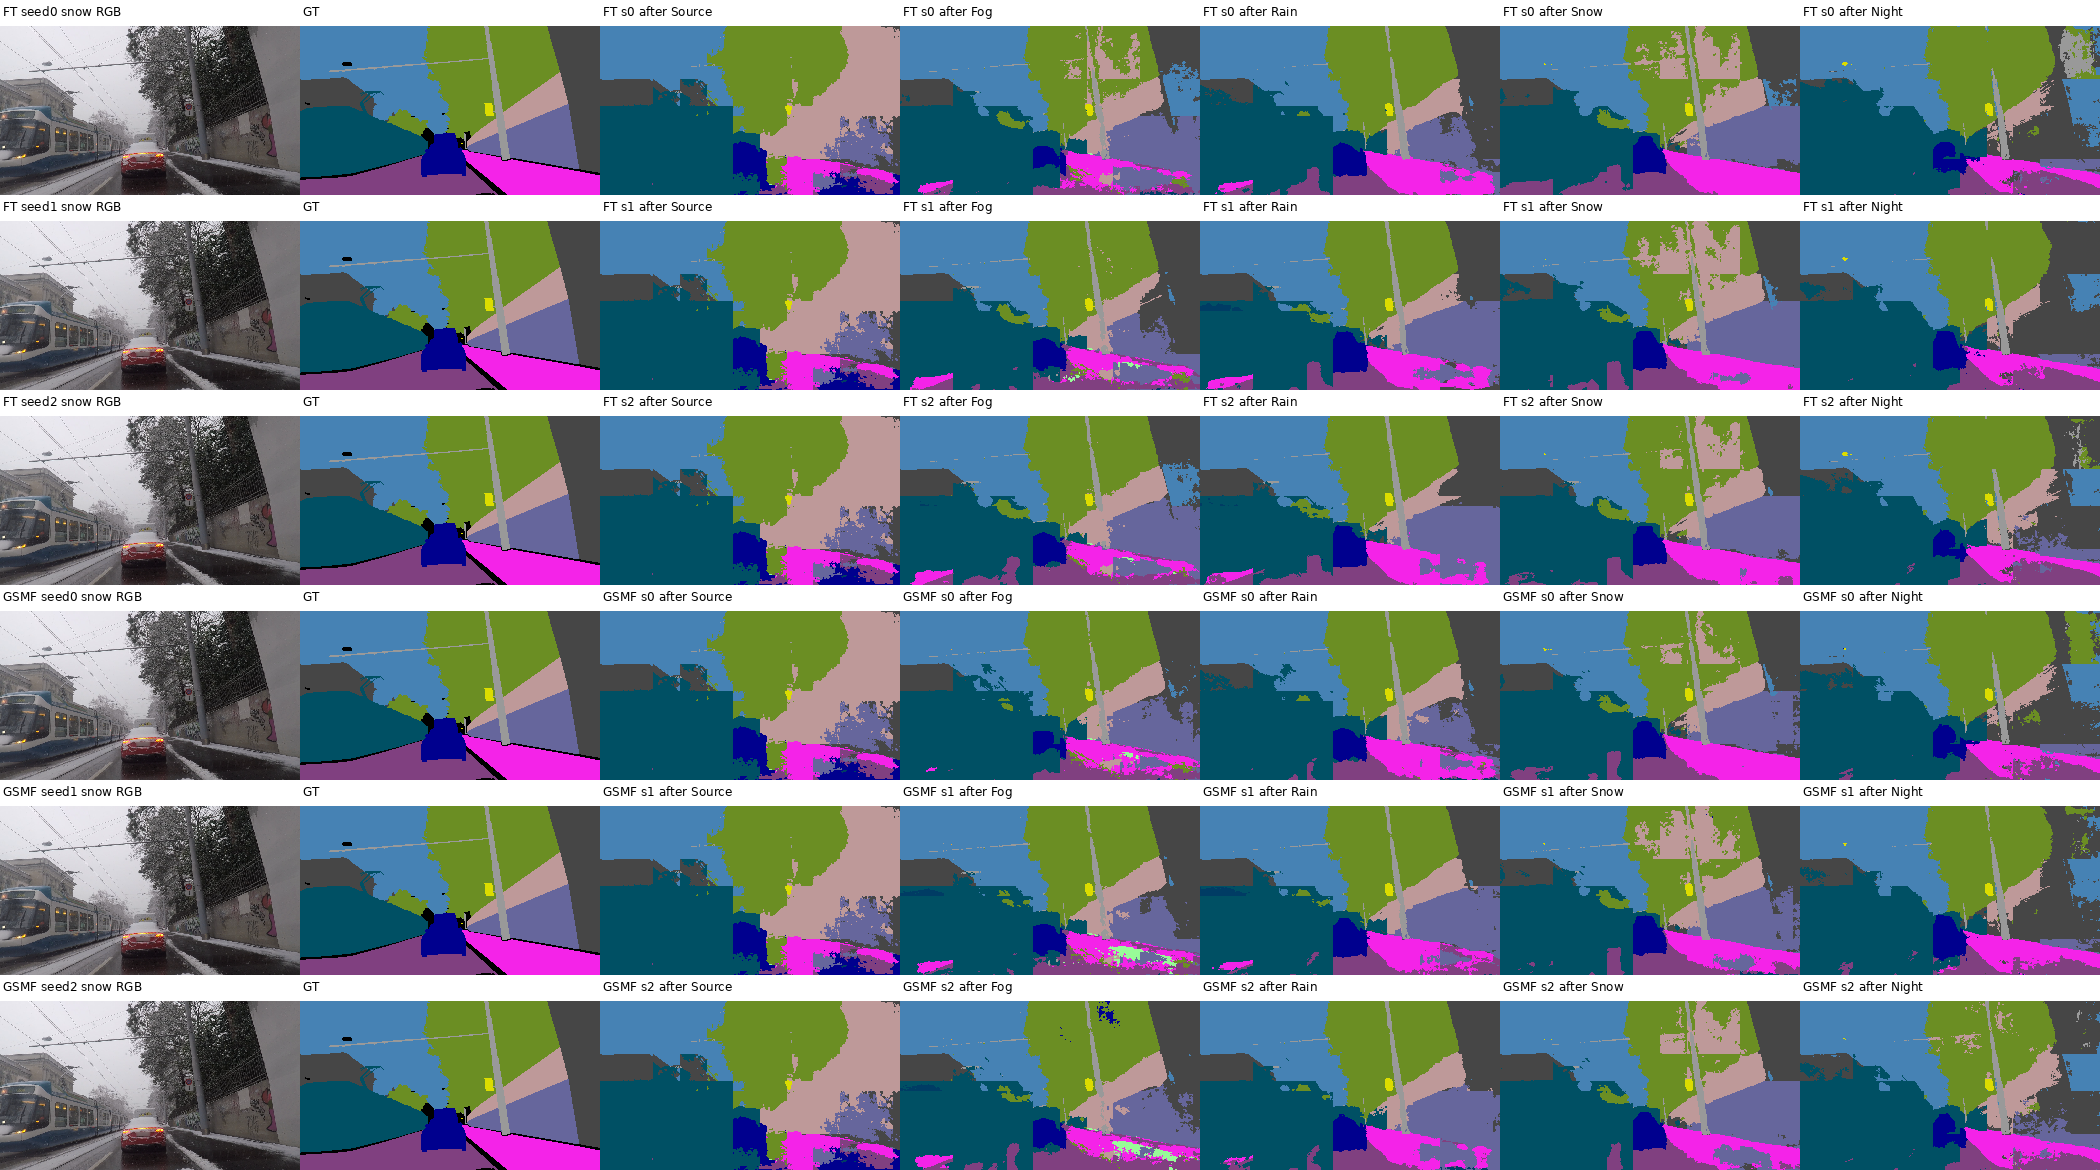 FT seed0 snow RGB GT FT s0 after Source FT s0 after Fog FT s0 after Rain FT s0 after Snow FT s0 after Night
FT seed1 snow RGB GT FT s1 after Source FT s1 after Fog FT s1 after Rain FT s1 after Snow FT s1 after Night
FT seed2 snow RGB GT FT s2 after Source FT s2 after Fog FT s2 after Rain FT s2 after Snow FT s2 after Night
GSMF seed0 snow RGB GT GSMF s0 after Source GSMF s0 after Fog GSMF s0 after Rain GSMF s0 after Snow GSMF s0 after Night
GSMF seed1 snow RGB GT GSMF s1 after Source GSMF s1 after Fog GSMF s1 after Rain GSMF s1 after Snow GSMF s1 after Night
GSMF seed2 snow RGB GT GSMF s2 after Source GSMF s2 after Fog GSMF s2 after Rain GSMF s2 after Snow GSMF s2 after Night